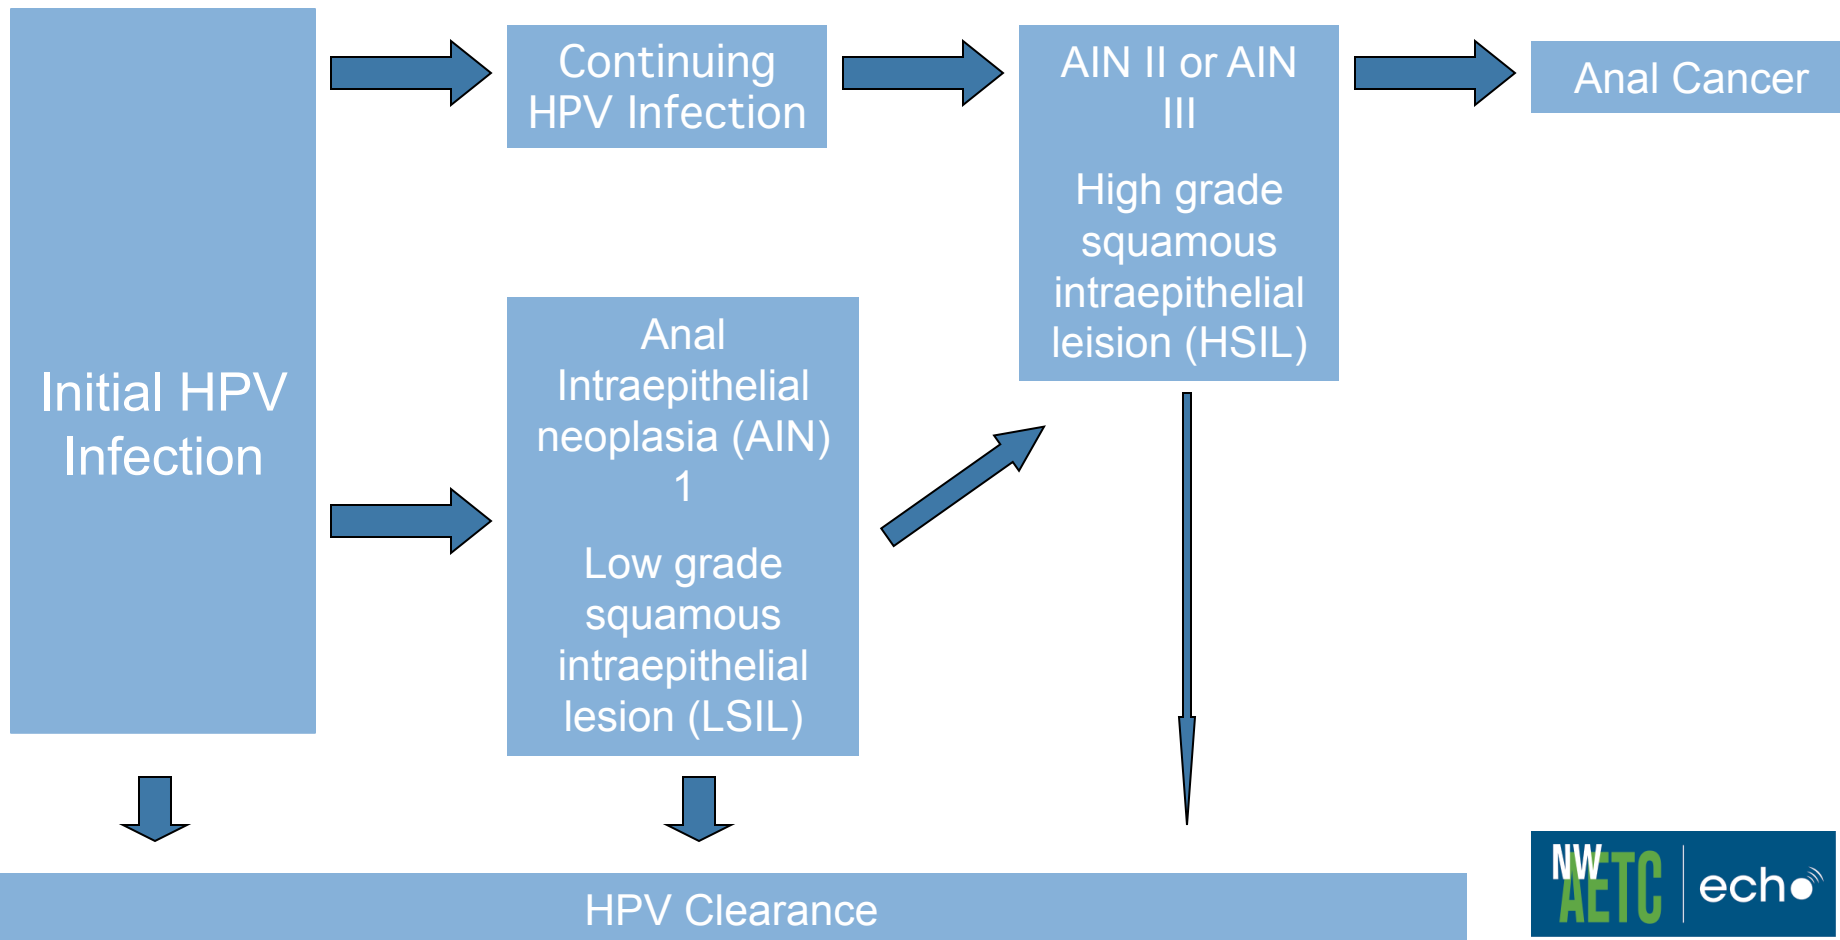 Initial HPV
Infection
Continuing
HPV Infection
AIN II or AIN
III
High grade
squamous
intraepithelial
leision (HSIL)
Anal Cancer
Anal
Intraepithelial
neoplasia (AIN)
1
Low grade
squamous
intraepithelial
lesion (LSIL)
HPV Clearance
NW
AETC
echo